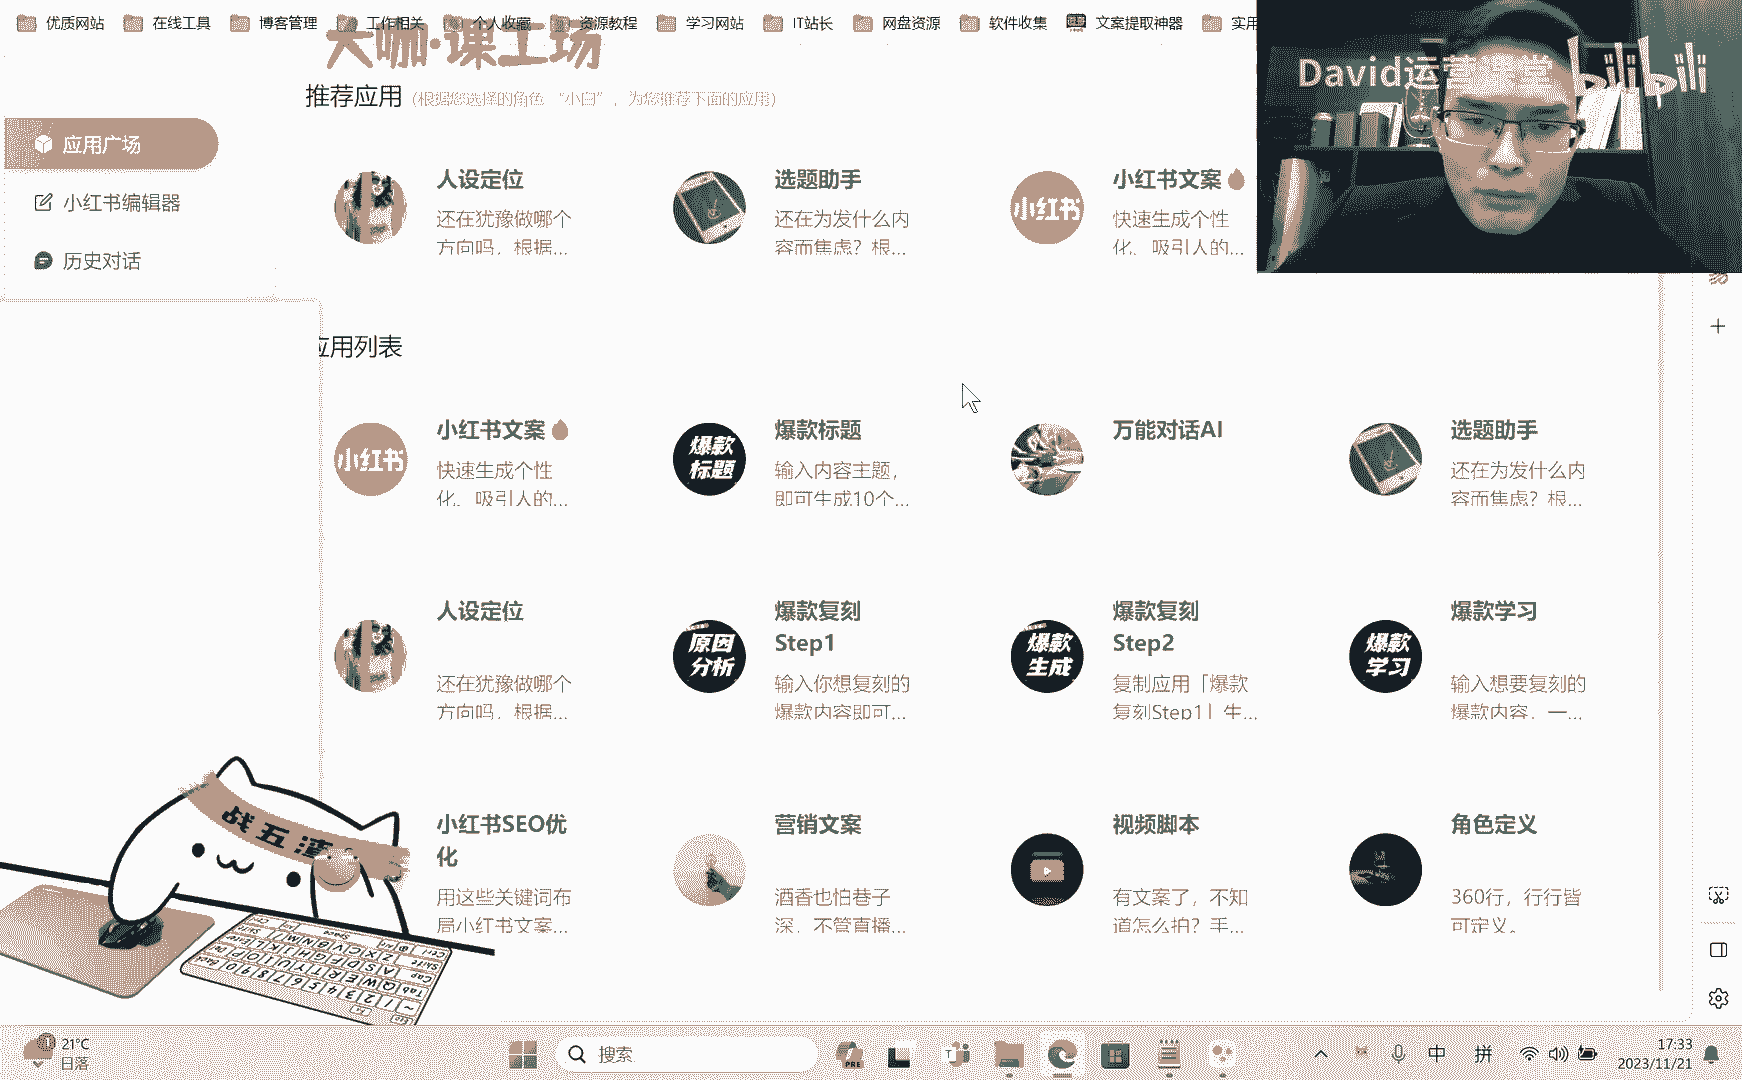 优质网站 在线工具 博客管理 工作相关 个人收藏 资源教程 学习网站 IT站长 网盘资源 软件收集 文案提取神器 实用
大咖·课工场
David运营课堂 bilibili
推荐应用 (根据您选择的角色 “小白”，为您推荐下面的应用)
应用广场
小红书编辑器
历史对话
人设定位
还在犹豫做哪个
方向吗，根据...
选题助手
还在为发什么内
容而焦虑？根...
小红书
小红书文案
快速生成个性
化、吸引人的...
应用列表
小红书
小红书文案
快速生成个性
化、吸引人的...
爆款
标题
爆款标题
输入内容主题，
即可生成10个...
万能对话AI
选题助手
还在为发什么内
容而焦虑？根...
人设定位
还在犹豫做哪个
方向吗，根据...
原因
分析
爆款复刻
Step1
输入你想复刻的
爆款内容即可...
爆款
生成
爆款复刻
Step2
复制应用「爆款
复刻Step1」生...
爆款
学习
爆款学习
输入想要复刻的
爆款内容，一...
小红书SEO优
化
用这些关键词布
局小红书文案...
营销文案
酒香也怕巷子
深，不管直播...
视频脚本
有文案了，不知
道怎么拍？手...
角色定义
360行，行行皆
可定义。
战五渣
21°C
日落
搜索
PRE
中
拼
17:33
2023/11/21